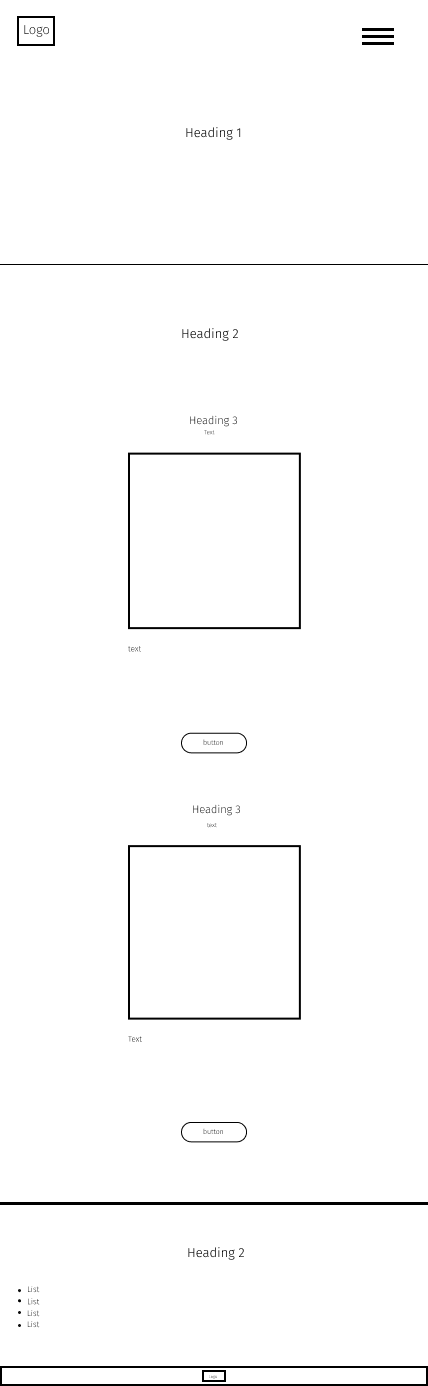 Logo
Heading 1
Heading 2
Heading 3
Text
text
button
Heading 3
text
Text
button
Heading 2
List
List
List
List